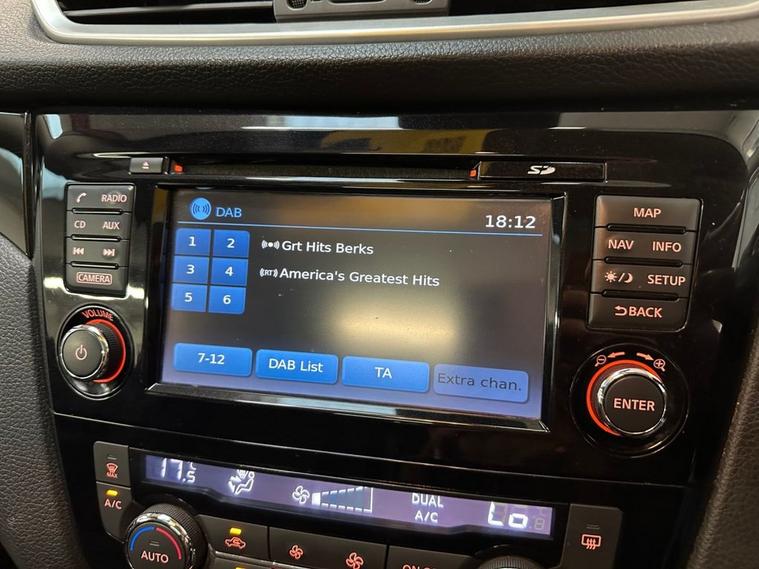 SD
RADIO
CD AUX
CAMERA
VOLUME
DAB
18:12
1 2
3 4
5 6
Grt Hits Berks
(RT) America's Greatest Hits
7-12
DAB List
TA
Extra chan.
MAP
NAV INFO
SETUP
BACK
ENTER
MAX
A/C
17.5°C
DUAL
A/C
Lo
AUTO